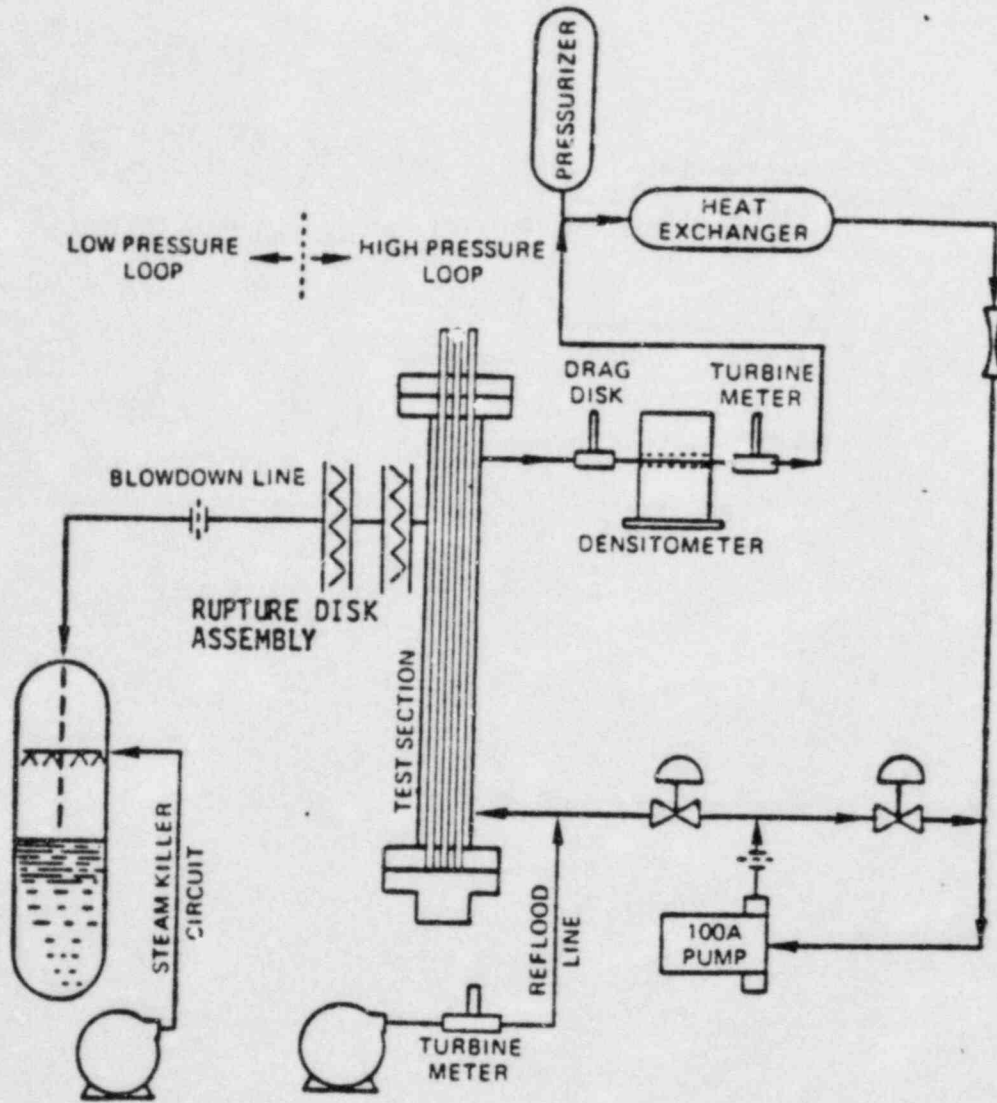 PRESSURIZER
HEAT
EXCHANGER
LOW PRESSURE
LOOP
HIGH PRESSURE
LOOP
DRAG
DISK
TURBINE
METER
BLOWDOWN LINE
DENSITOMETER
RUPTURE DISK
ASSEMBLY
TEST SECTION
STEAM KILLER
CIRCUIT
REFLOOD
LINE
100A
PUMP
TURBINE
METER